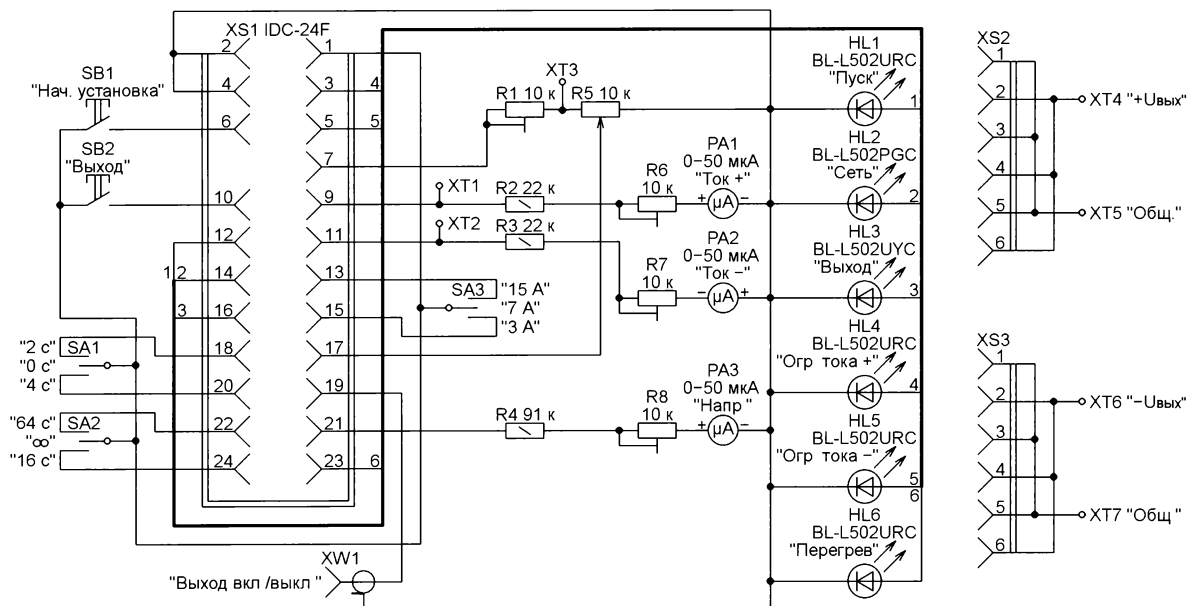 XS1 IDC-24F
2
1
4
3
4
6
5
5
7
10
9
12
11
1
2
14
13
3
16
15
18
17
20
19
22
21
24
23
6
SB1
"Нач. установка"
SB2
"Выход"
"2 с"
SA1
"0 с"
"4 с"
"64 с"
SA2
"∞"
"16 с"
XW1
"Выход вкл /выкл "
SA3
"15 А"
"7 А"
"3 А"
XT3
R1 10 к
R5 10 к
XT1
R2 22 к
XT2
R3 22 к
R4 91 к
R6
10 к
R7
10 к
R8
10 к
PA1
0−50 мкА
"Ток +"
+ μA −
PA2
0−50 мкА
"Ток −"
− μA +
PA3
0−50 мкА
"Напр "
+ μA −
HL1
BL-L502URC
"Пуск"
1
HL2
BL-L502PGC
"Сеть"
2
HL3
BL-L502UYC
"Выход"
3
HL4
BL-L502URC
"Огр тока +"
4
HL5
BL-L502URC
"Огр тока −"
5
6
HL6
BL-L502URC
"Перегрев"
XS2
1
2
3
4
5
6
XT4 "+Uвых"
XT5 "Общ."
XS3
1
2
3
4
5
6
XT6 "−Uвых"
XT7 "Общ "